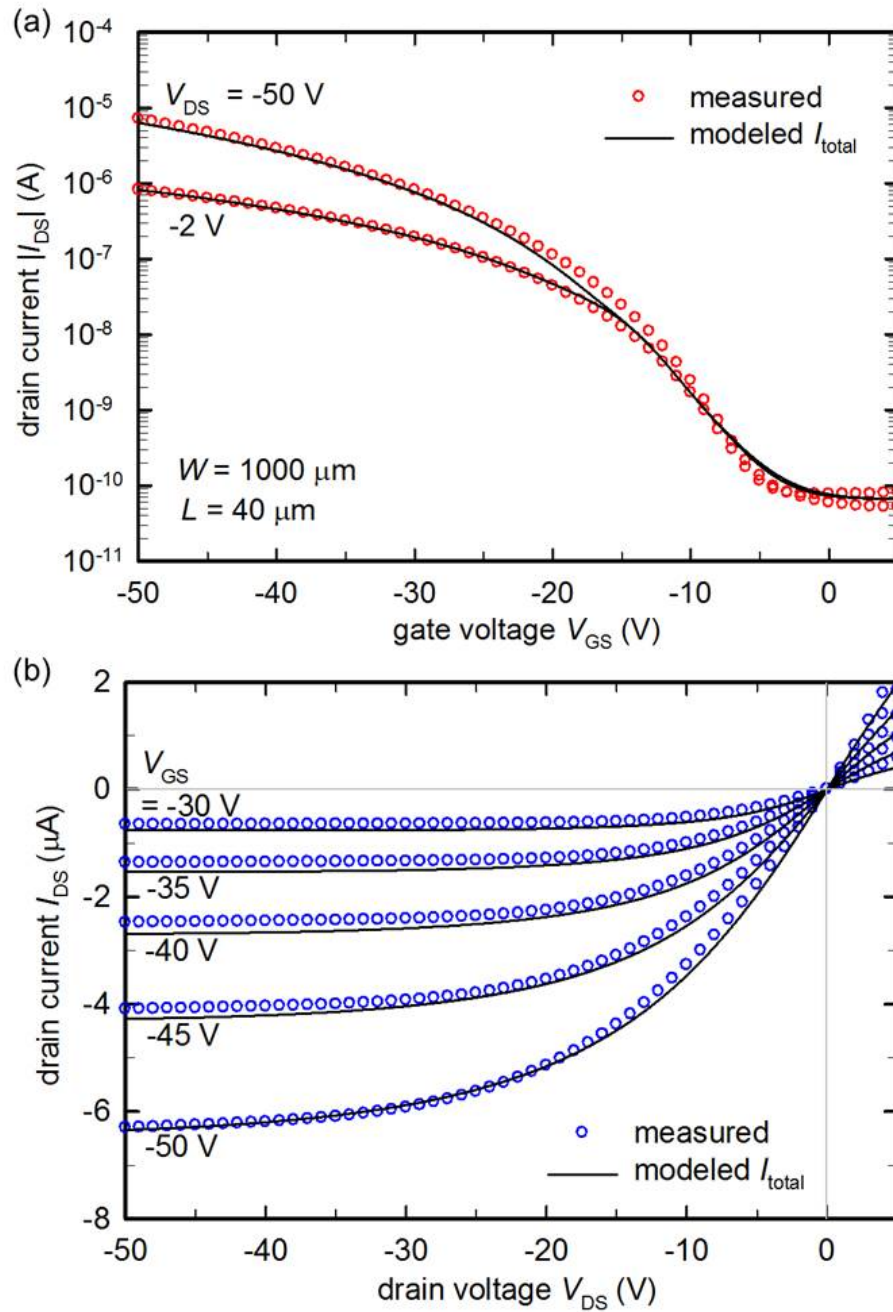 (a)
10⁻⁴
10⁻⁵
10⁻⁶
10⁻⁷
10⁻⁸
10⁻⁹
10⁻¹⁰
10⁻¹¹
drain current |I_DS| (A)
V_DS = -50 V
-2 V
measured
modeled I_total
W = 1000 μm
L = 40 μm
-50 -40 -30 -20 -10 0
gate voltage V_GS (V)
(b)
2
0
-2
-4
-6
-8
drain current I_DS (μA)
V_GS
= -30 V
-35 V
-40 V
-45 V
-50 V
measured
modeled I_total
-50 -40 -30 -20 -10 0
drain voltage V_DS (V)